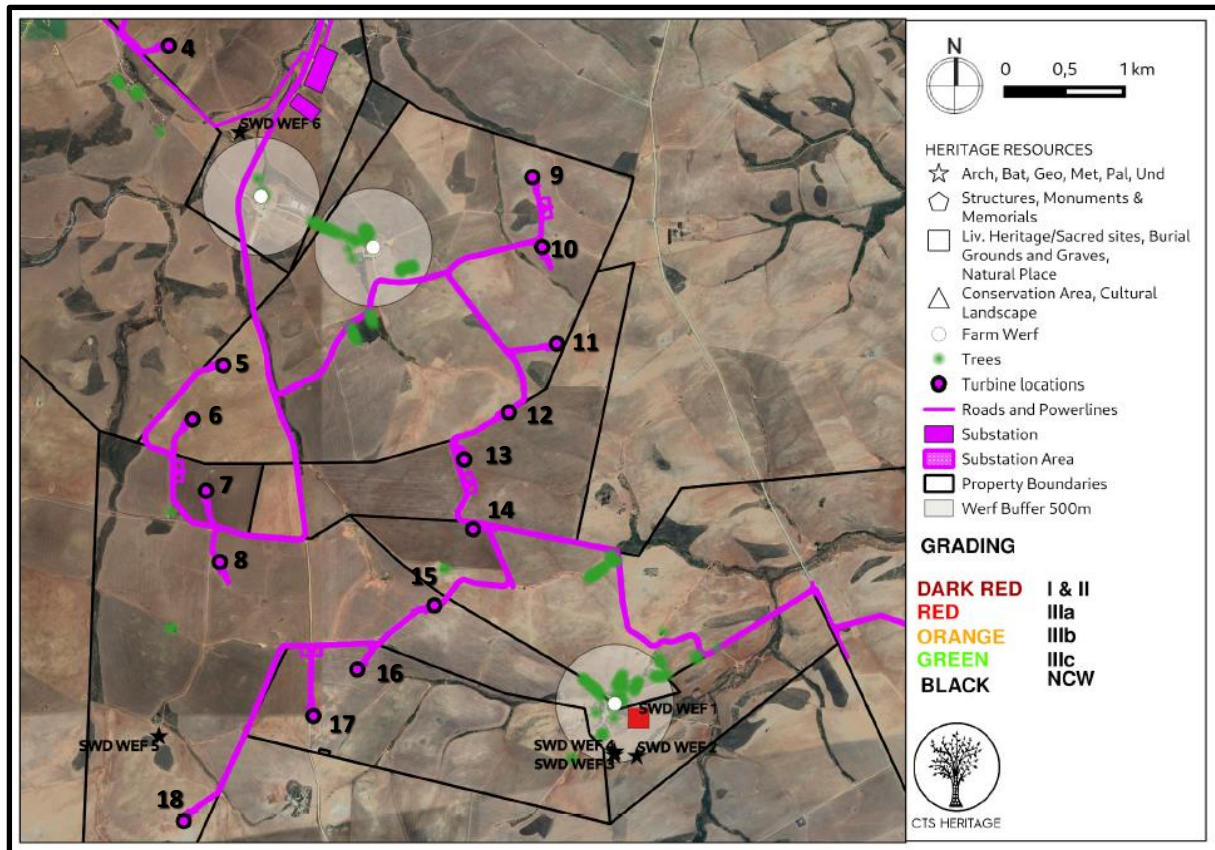 4
SWD WEF 6
9
10
11
5
6
12
13
7
14
8
15
16
17
SWD WEF 1
SWD WEF 5
SWD WEF 4
SWD WEF 2
SWD WEF 3
18
N
0 0,5 1 km
HERITAGE RESOURCES
Arch, Bat, Geo, Met, Pal, Und
Structures, Monuments &
Memorials
Liv. Heritage/Sacred sites, Burial
Grounds and Graves,
Natural Place
Conservation Area, Cultural
Landscape
Farm Werf
Trees
Turbine locations
Roads and Powerlines
Substation
Substation Area
Property Boundaries
Werf Buffer 500m
GRADING
DARK RED I & II
RED IIIa
ORANGE IIIb
GREEN IIIc
BLACK NCW
CTS HERITAGE